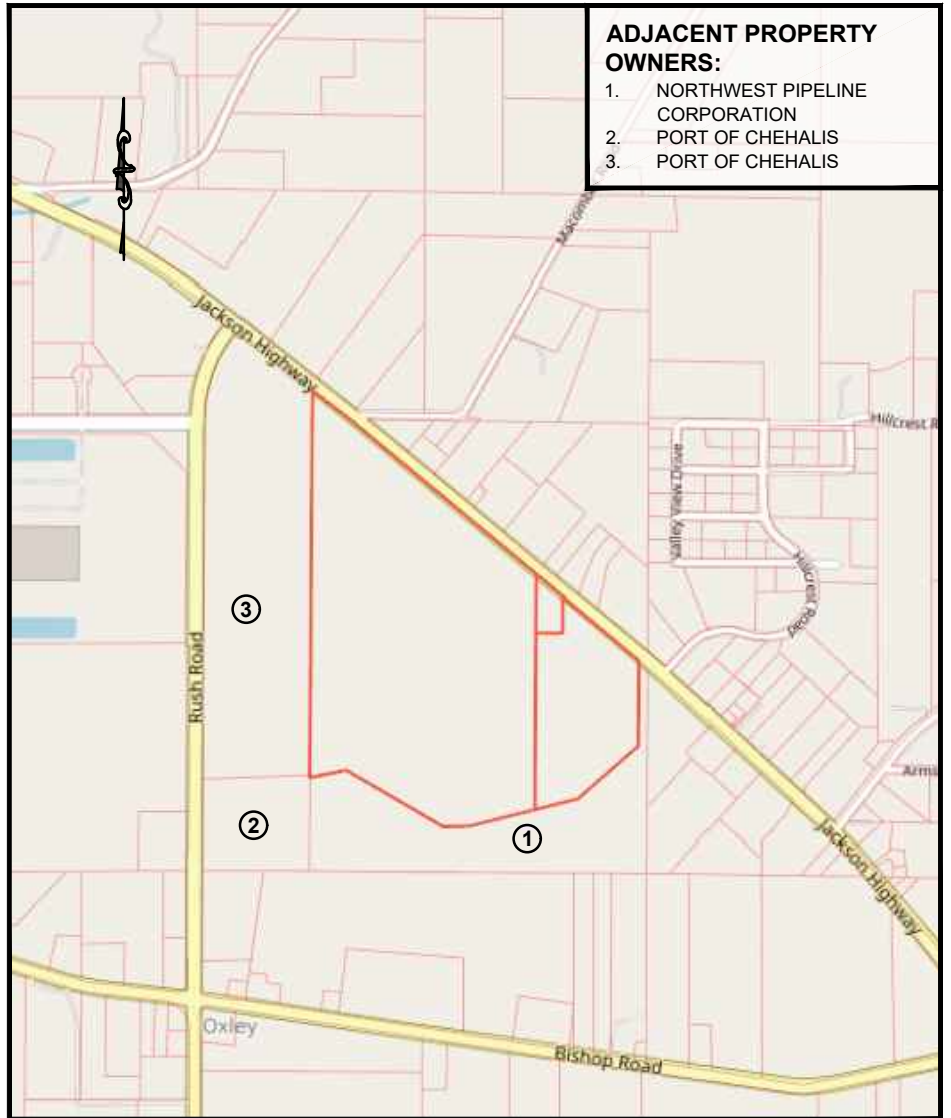 ADJACENT PROPERTY
OWNERS:
1. NORTHWEST PIPELINE
CORPORATION
2. PORT OF CHEHALIS
3. PORT OF CHEHALIS
Jackson Highway
Hillcrest R
Valley View Drive
Hillcrest Road
3
Rush Road
Arms
2
1
Jackson Highway
Oxley
Bishop Road